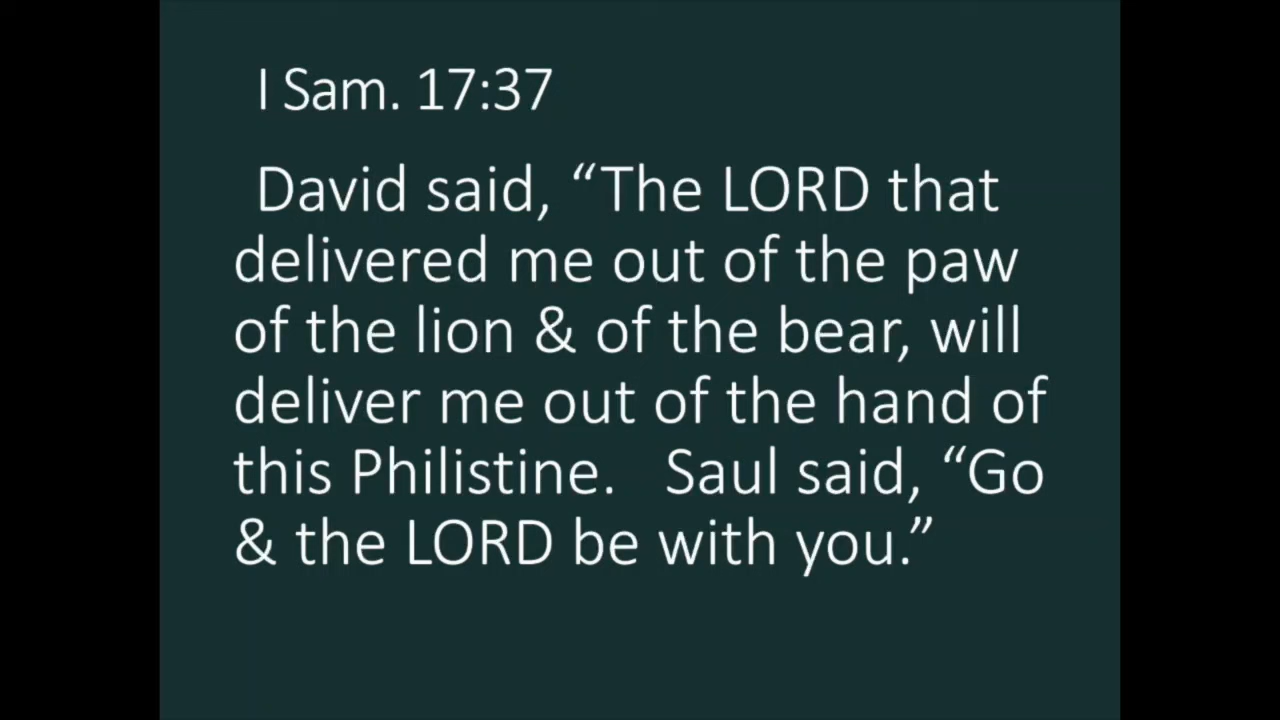 I Sam. 17:37
David said, “The LORD that
delivered me out of the paw
of the lion & of the bear, will
deliver me out of the hand of
this Philistine.   Saul said, “Go
& the LORD be with you.”